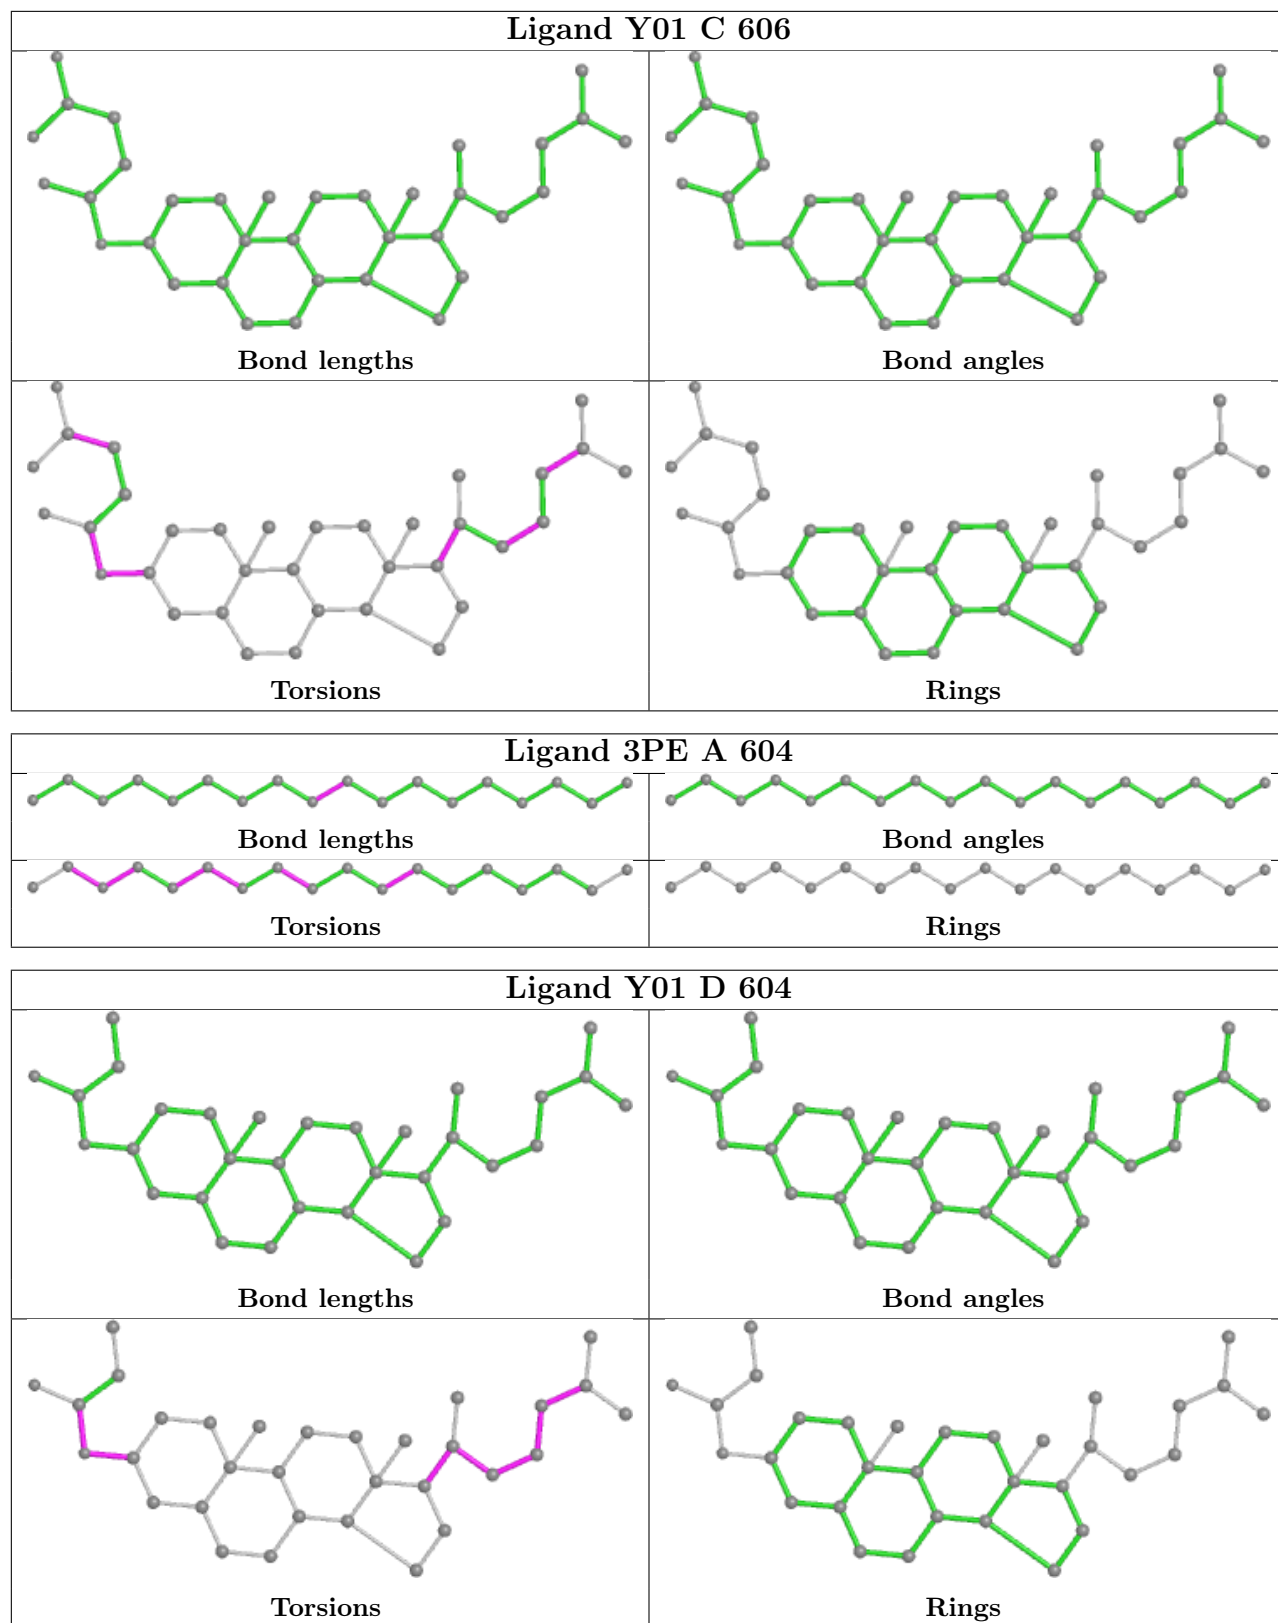 Ligand Y01 C 606
Bond lengths
Bond angles
Torsions
Rings
Ligand 3PE A 604
Bond lengths
Bond angles
Torsions
Rings
Ligand Y01 D 604
Bond lengths
Bond angles
Torsions
Rings